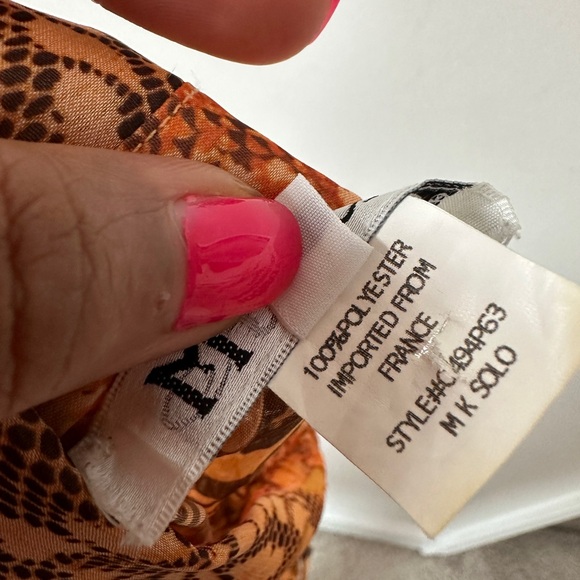 100%POLYESTER
IMPORTED FROM
FRANCE
STYLE#C494P63
M K SOLO
M